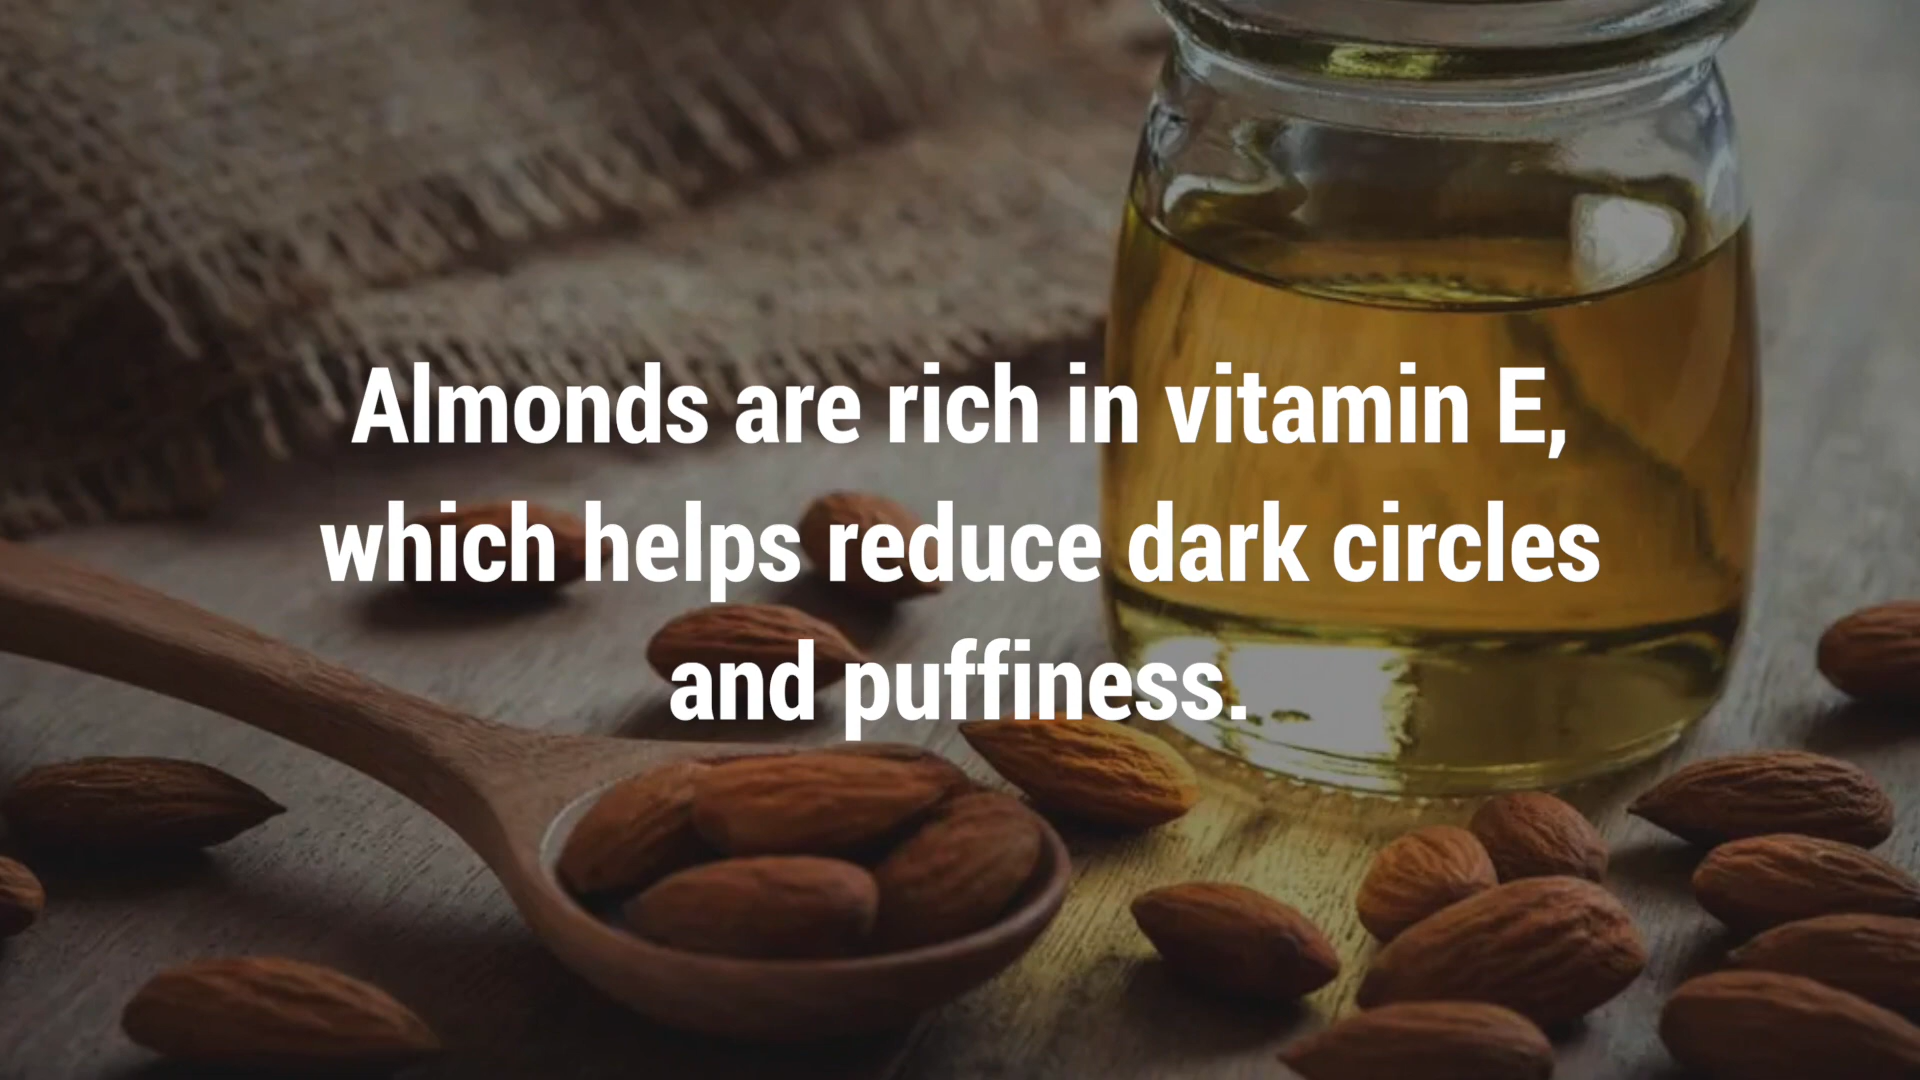 Almonds are rich in vitamin E,
which helps reduce dark circles
and puffiness.